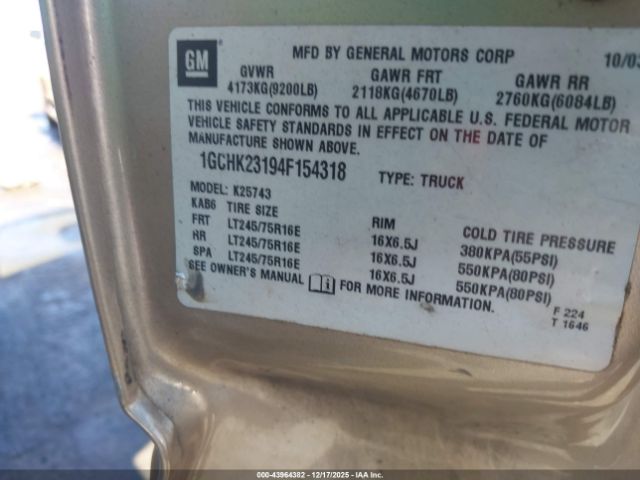 GM
MFD BY GENERAL MOTORS CORP 10/03
GVWR GAWR FRT GAWR RR
4173KG(9200LB) 2118KG(4670LB) 2760KG(6084LB)
THIS VEHICLE CONFORMS TO ALL APPLICABLE U.S. FEDERAL MOTOR
VEHICLE SAFETY STANDARDS IN EFFECT ON THE DATE OF
MANUFACTURE SHOWN ABOVE.
1GCHK23194F154318 TYPE: TRUCK
MODEL: K25743
KAB6 TIRE SIZE RIM COLD TIRE PRESSURE
FRT LT245/75R16E 16X6.5J 380KPA(55PSI)
RR LT245/75R16E 16X6.5J 550KPA(80PSI)
SPA LT245/75R16E 16X6.5J 550KPA(80PSI)
SEE OWNER'S MANUAL FOR MORE INFORMATION.
F 224
T 1646
000-43964382 | 12/17/2025 - IAA, Inc.